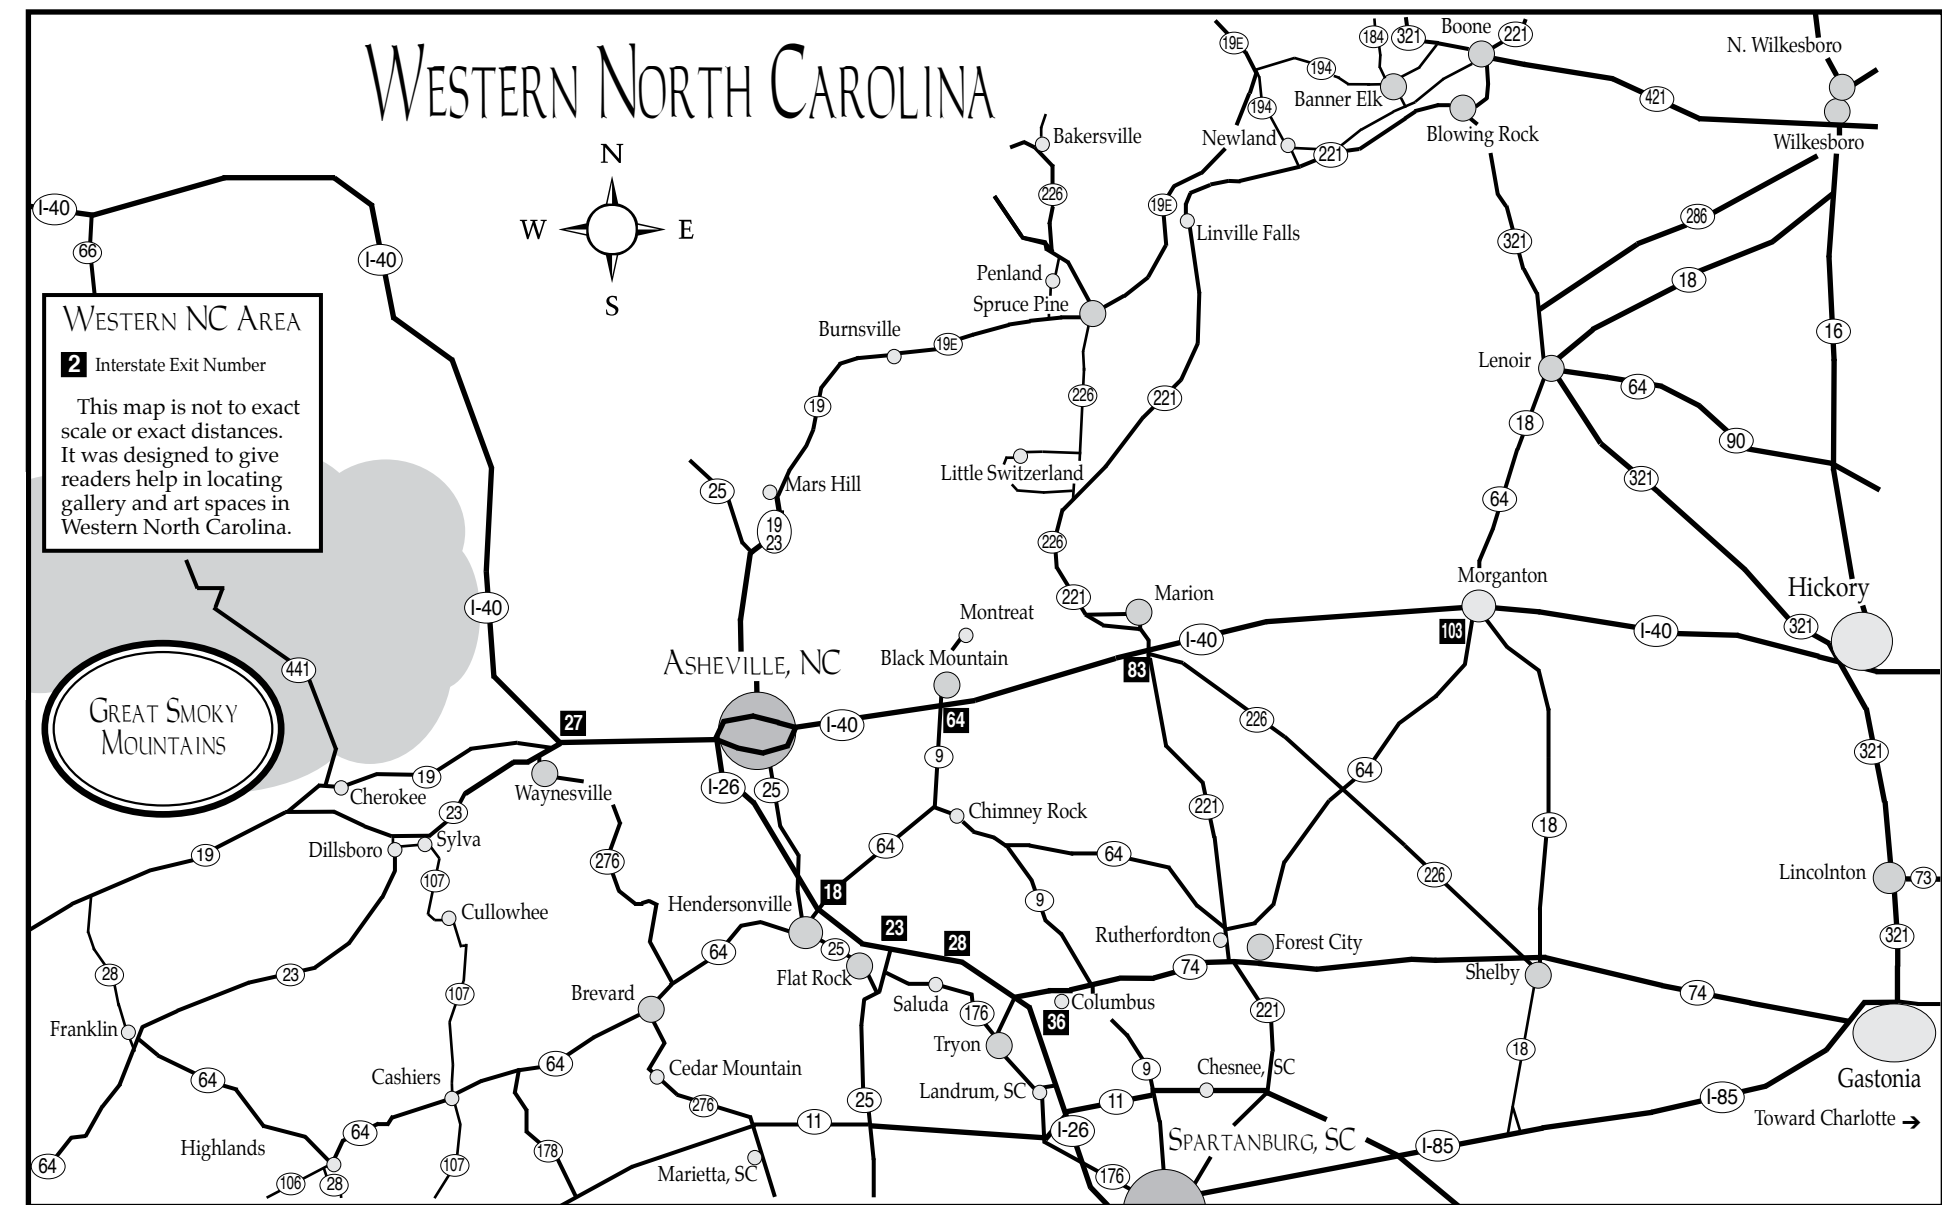 WESTERN NORTH CAROLINA
N
W E
S
WESTERN NC AREA
2 Interstate Exit Number
This map is not to exact
scale or exact distances.
It was designed to give
readers help in locating
gallery and art spaces in
Western North Carolina.
GREAT SMOKY
MOUNTAINS
I-40
66
I-40
I-40
441
27
19
Cherokee
Waynesville
23
19
Dillsboro
Sylva
107
Cullowhee
276
28
23
107
Franklin
64
64
Highlands
106
28
64
Cashiers
107
64
178
Brevard
64
Cedar Mountain
276
11
Marietta, SC
25
Hendersonville
18
25
Flat Rock
23
28
Saluda
176
Tryon
Landrum, SC
36
Columbus
11
I-26
176
9
Chesnee, SC
SPARTANBURG, SC
I-85
I-85
Toward Charlotte →
Gastonia
ASHEVILLE, NC
I-26
25
I-40
64
9
Black Mountain
Montreat
Chimney Rock
64
64
9
Rutherfordton
Forest City
74
221
221
226
226
64
18
Shelby
18
74
Lincolnton
73
321
321
Hickory
321
I-40
103
Morganton
I-40
83
Marion
221
226
Little Switzerland
226
221
25
Mars Hill
19
23
19
Burnsville
19E
Spruce Pine
Penland
226
Bakersville
19E
Linville Falls
Newland
221
194
194
19E
Banner Elk
184
321
Boone
221
Blowing Rock
421
N. Wilkesboro
Wilkesboro
286
18
16
321
Lenoir
64
90
18
64
321